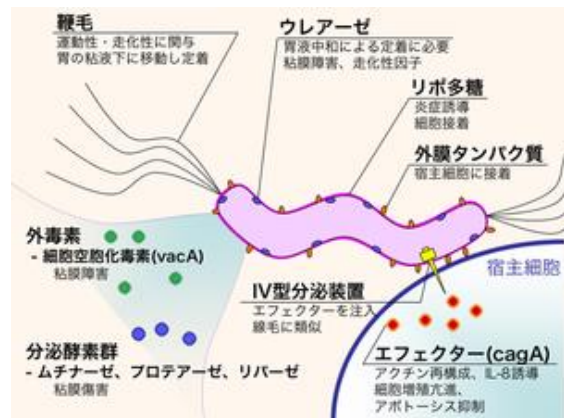 鞭毛
運動性・走化性に関与
胃の粘液下に移動し定着
ウレアーゼ
胃液中和による定着に必要
粘膜障害、走化性因子
リポ多糖
炎症誘導
細胞接着
外膜タンパク質
宿主細胞に接着
外毒素
- 細胞空胞化毒素(vacA)
粘膜障害
分泌酵素群
- ムチナーゼ、プロテアーゼ、リパーゼ
粘膜傷害
IV型分泌装置
エフェクターを注入
線毛に類似
宿主細胞
エフェクター(cagA)
アクチン再構成、IL-8誘導
細胞増殖亢進、
アポトーシス抑制